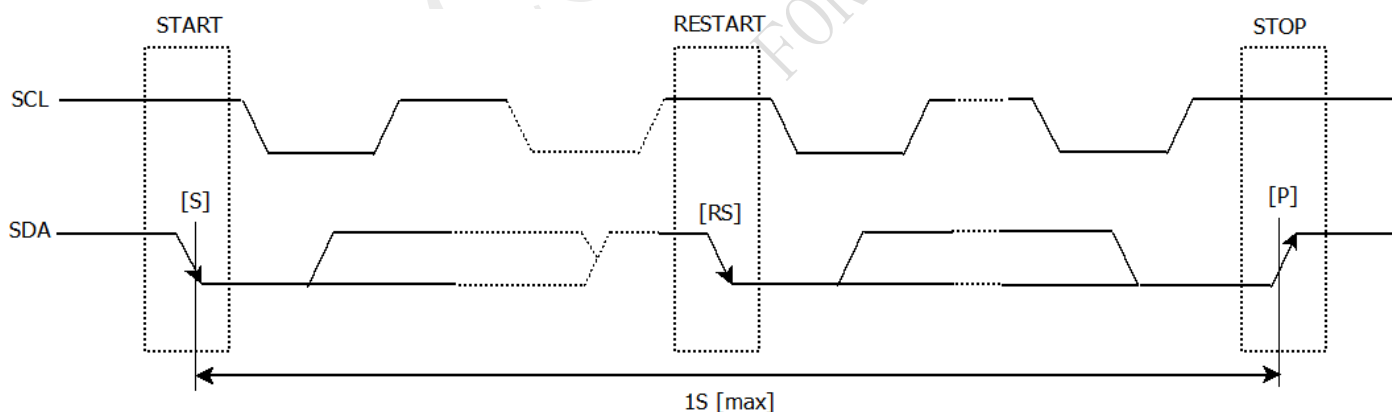 START RESTART STOP
SCL
[S] [RS] [P]
SDA
1S [max]